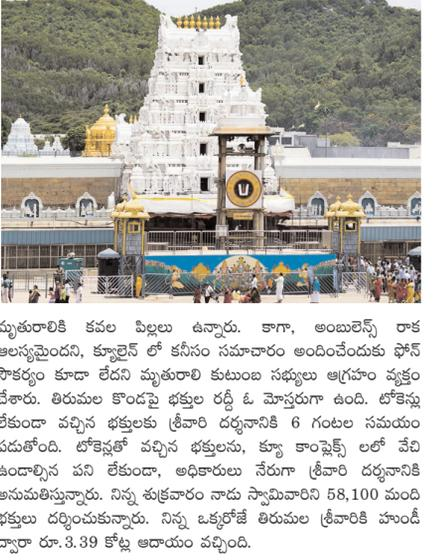 మృతురాలికి కవల పిల్లలు ఉన్నారు. కాగా, అంబులెన్స్ రాక
ఆలస్యమైందని, క్యూలైన్ లో కనీసం సమాచారం అందించేందుకు ఫోన్
సౌకర్యం కూడా లేదని మృతురాలి కుటుంబ సభ్యులు ఆగ్రహం వ్యక్తం
చేశారు. తిరుమల కొండపై భక్తుల రద్దీ ఓ మోస్తరుగా ఉంది. టోకెన్లు
లేకుండా వచ్చిన భక్తులకు శ్రీవారి దర్శనానికి 6 గంటల సమయం
పడుతోంది. టోకెన్లతో వచ్చిన భక్తులను, క్యూ కాంప్లెక్స్ లలో వేచి
ఉండాల్సిన పని లేకుండా, అధికారులు నేరుగా శ్రీవారి దర్శనానికి
అనుమతిస్తున్నారు. నిన్న శుక్రవారం నాడు స్వామివారిని 58,100 మంది
భక్తులు దర్శించుకున్నారు. నిన్న ఒక్కరోజే తిరుమల శ్రీవారికి హుండీ
ద్వారా రూ.3.39 కోట్ల ఆదాయం వచ్చింది.